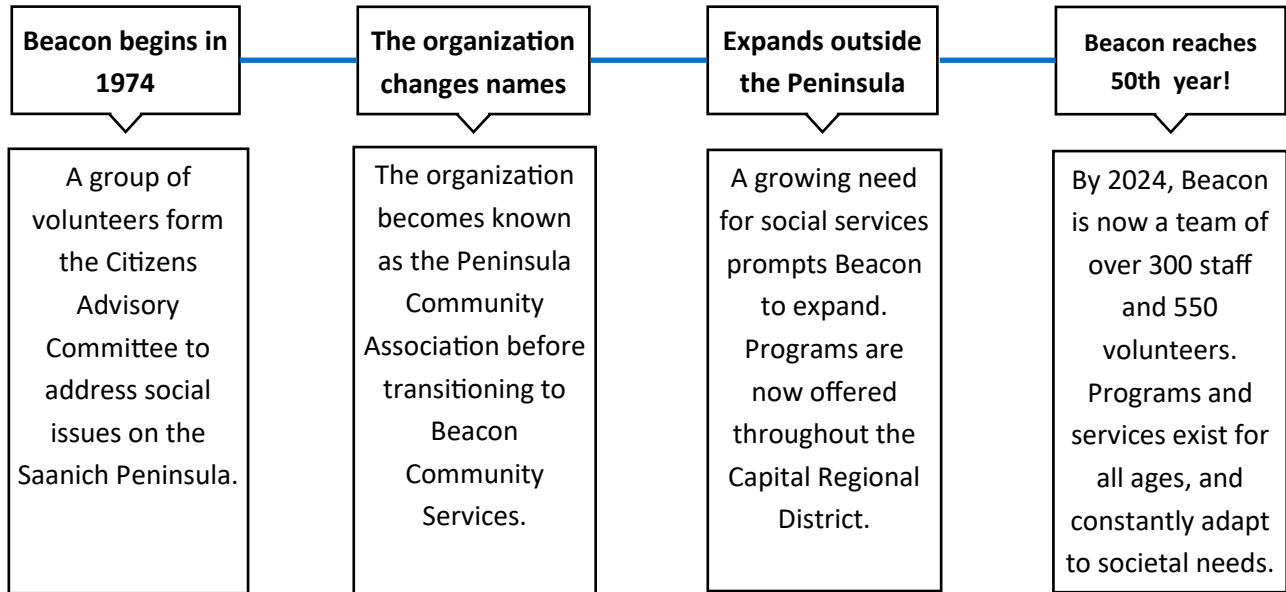 Beacon begins in
1974
A group of
volunteers form
the Citizens
Advisory
Committee to
address social
issues on the
Saanich Peninsula.
The organization
changes names
The organization
becomes known
as the Peninsula
Community
Association before
transitioning to
Beacon
Community
Services.
Expands outside
the Peninsula
A growing need
for social services
prompts Beacon
to expand.
Programs are
now offered
throughout the
Capital Regional
District.
Beacon reaches
50th  year!
By 2024, Beacon
is now a team of
over 300 staff
and 550
volunteers.
Programs and
services exist for
all ages, and
constantly adapt
to societal needs.